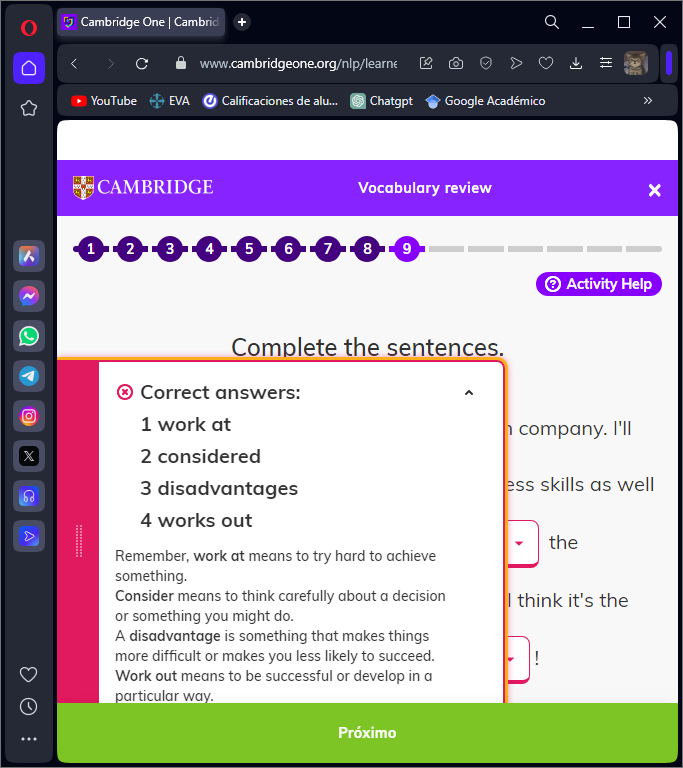 Cambridge One | Cambrid
www.cambridgeone.org/nlp/learne
YouTube
EVA
Calificaciones de alu...
Chatgpt
Google Académico
CAMBRIDGE
Vocabulary review
1 2 3 4 5 6 7 8 9
Activity Help
Complete the sentences.
Correct answers:
1 work at
2 considered
3 disadvantages
4 works out
Remember, work at means to try hard to achieve
something.
Consider means to think carefully about a decision
or something you might do.
A disadvantage is something that makes things
more difficult or makes you less likely to succeed.
Work out means to be successful or develop in a
particular way.
company. I'll
ess skills as well
the
I think it's the
!
Próximo